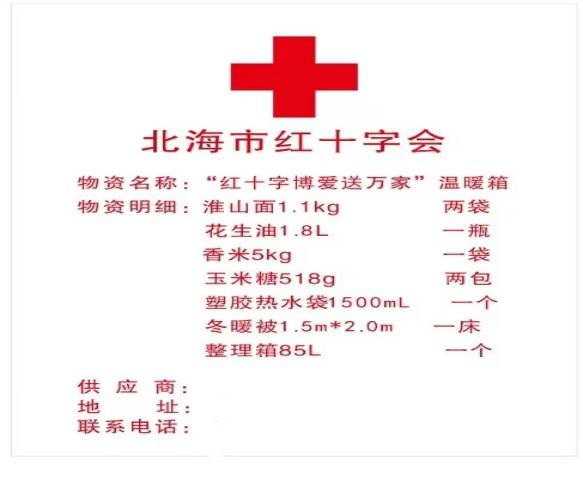 北海市红十字会
物资名称：“红十字博爱送万家”温暖箱
物资明细：淮山面1.1kg 两袋
花生油1.8L 一瓶
香米5kg 一袋
玉米糖518g 两包
塑胶热水袋1500mL 一个
冬暖被1.5m*2.0m 一床
整理箱85L 一个
供应商：
地址：
联系电话：